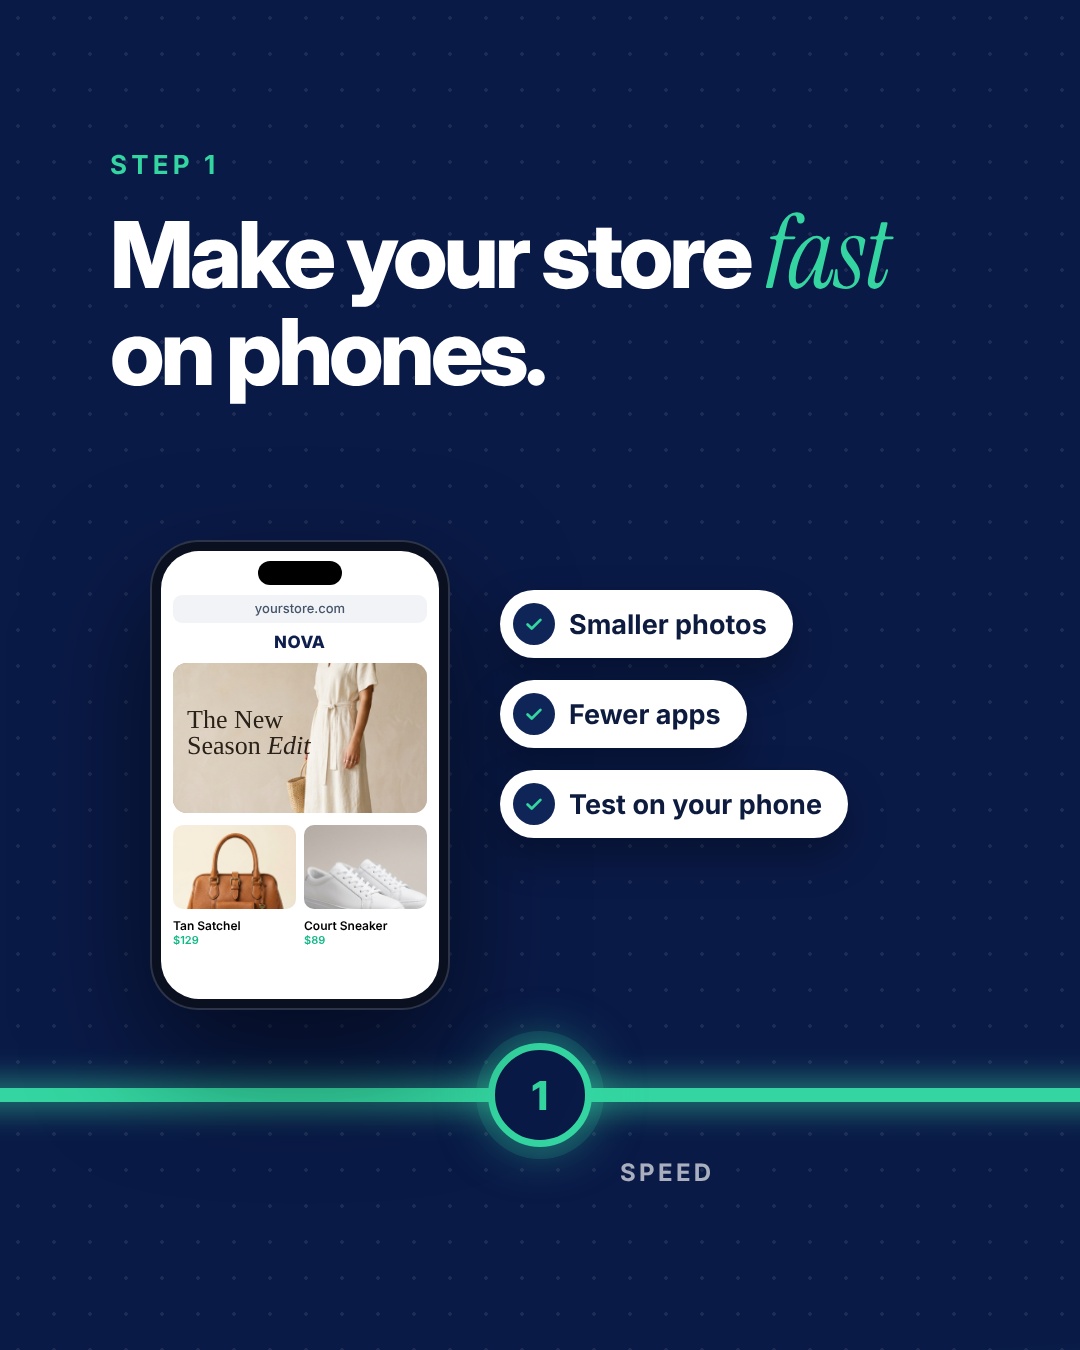 STEP 1
Make your store fast
on phones.
yourstore.com
NOVA
The New
Season Edit
Tan Satchel
$129
Court Sneaker
$89
Smaller photos
Fewer apps
Test on your phone
1
SPEED